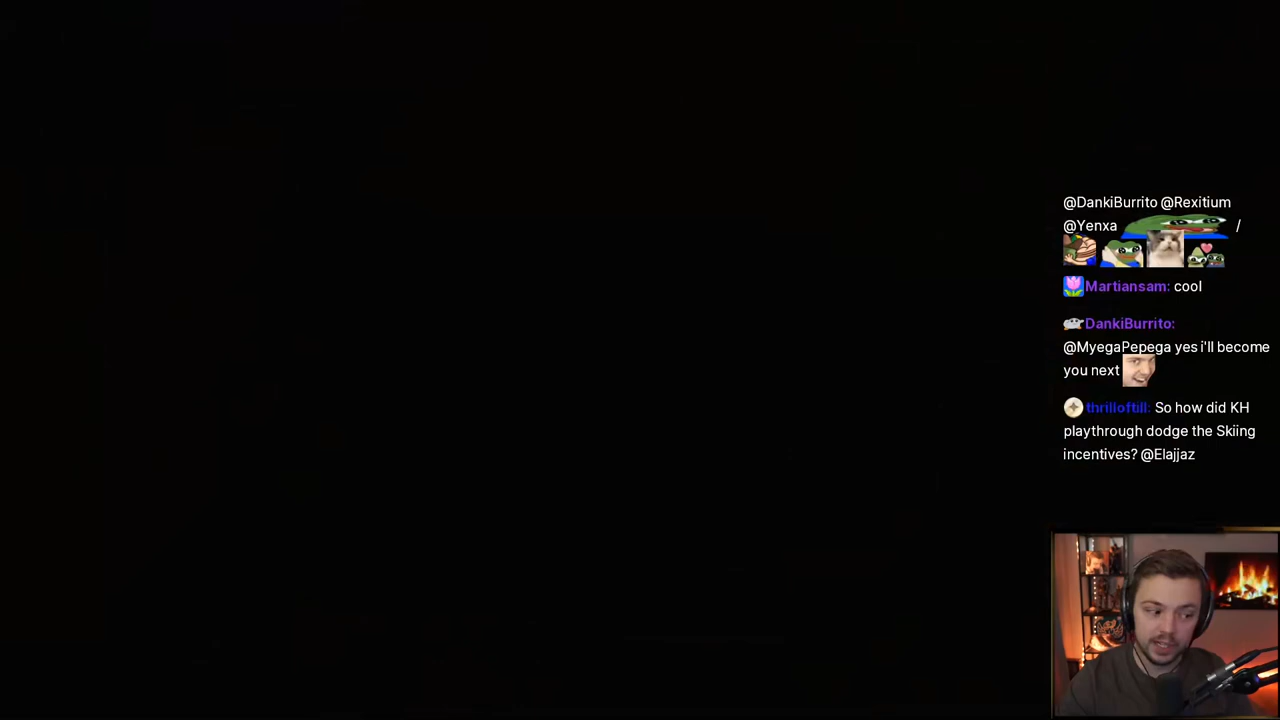 @DankiBurrito @Rexitium
@Yenxa /
Martiansam: cool
DankiBurrito:
@MyegaPepega yes i'll become
you next
thrilloftill: So how did KH
playthrough dodge the Skiing
incentives? @Elajjaz